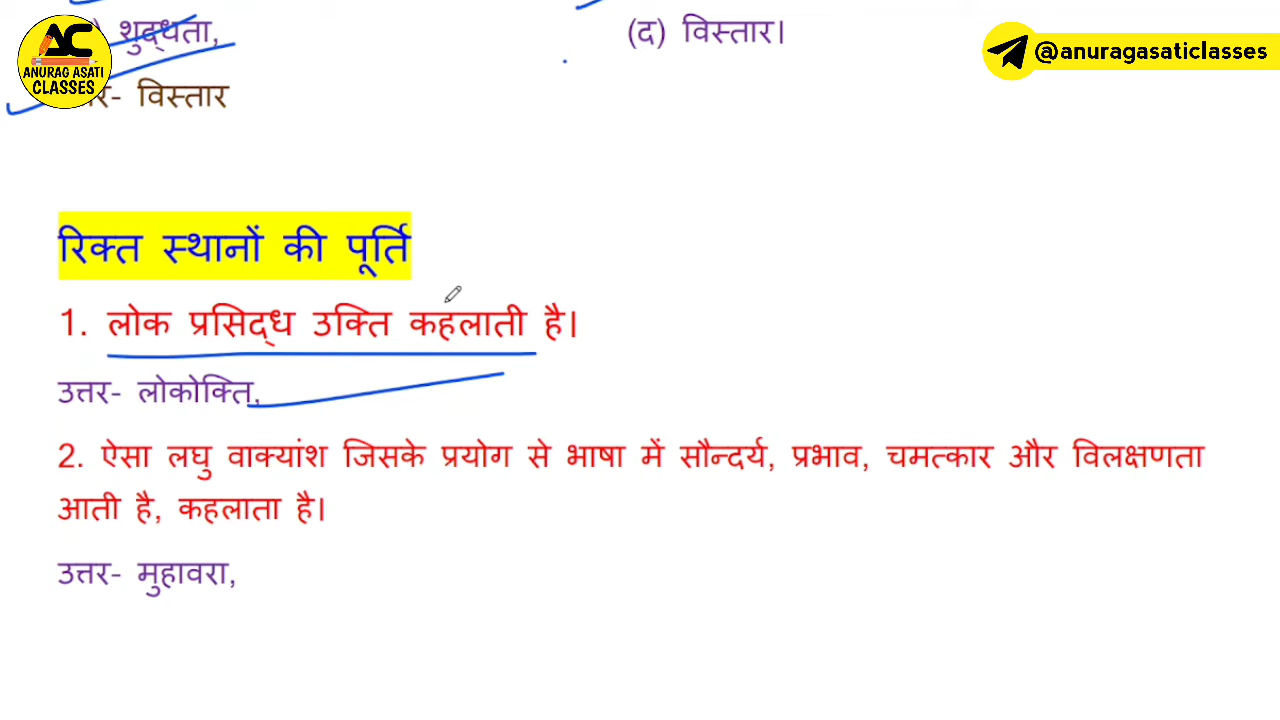 शुद्धता,
(द) विस्तार।
AC
ANURAG ASATI
CLASSES
@anuragasaticlasses
- विस्तार
रिक्त स्थानों की पूर्ति
1. लोक प्रसिद्ध उक्ति कहलाती है।
उत्तर- लोकोक्ति,
2. ऐसा लघु वाक्यांश जिसके प्रयोग से भाषा में सौन्दर्य, प्रभाव, चमत्कार और विलक्षणता
आती है, कहलाता है।
उत्तर- मुहावरा,